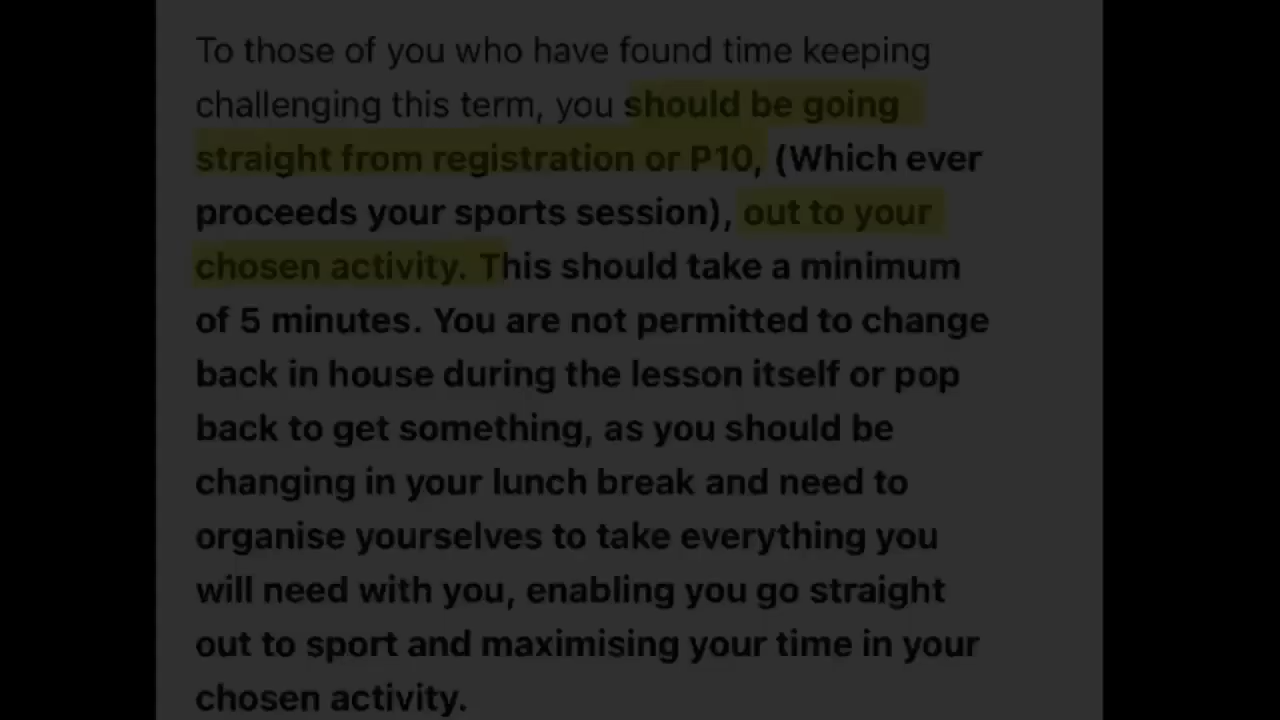 To those of you who have found time keeping
challenging this term, you should be going
straight from registration or P10, (Which ever
proceeds your sports session), out to your
chosen activity. This should take a minimum
of 5 minutes. You are not permitted to change
back in house during the lesson itself or pop
back to get something, as you should be
changing in your lunch break and need to
organise yourselves to take everything you
will need with you, enabling you go straight
out to sport and maximising your time in your
chosen activity.